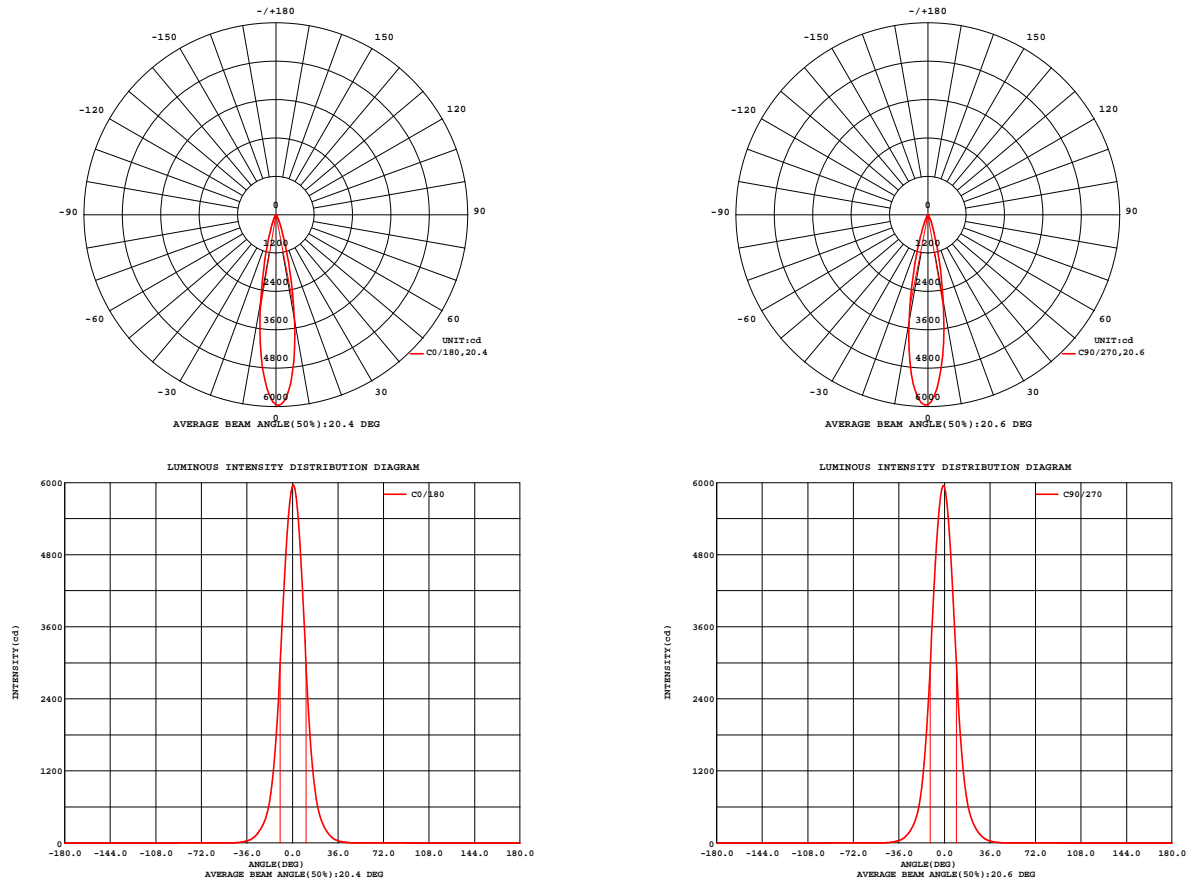 -/+180
-150
150
-120
120
-90
90
-60
60
-30
30
0
0
1200
2400
3600
4800
6000
UNIT:cd
C0/180,20.4
AVERAGE BEAM ANGLE(50%):20.4 DEG
-/+180
-150
150
-120
120
-90
90
-60
60
-30
30
0
0
1200
2400
3600
4800
6000
UNIT:cd
C90/270,20.6
AVERAGE BEAM ANGLE(50%):20.6 DEG
LUMINOUS INTENSITY DISTRIBUTION DIAGRAM
C0/180
INTENSITY(cd)
6000
4800
3600
2400
1200
0
-180.0 -144.0 -108.0 -72.0 -36.0 0.0 36.0 72.0 108.0 144.0 180.0
ANGLE(DEG)
AVERAGE BEAM ANGLE(50%):20.4 DEG
LUMINOUS INTENSITY DISTRIBUTION DIAGRAM
C90/270
INTENSITY(cd)
6000
4800
3600
2400
1200
0
-180.0 -144.0 -108.0 -72.0 -36.0 0.0 36.0 72.0 108.0 144.0 180.0
ANGLE(DEG)
AVERAGE BEAM ANGLE(50%):20.6 DEG